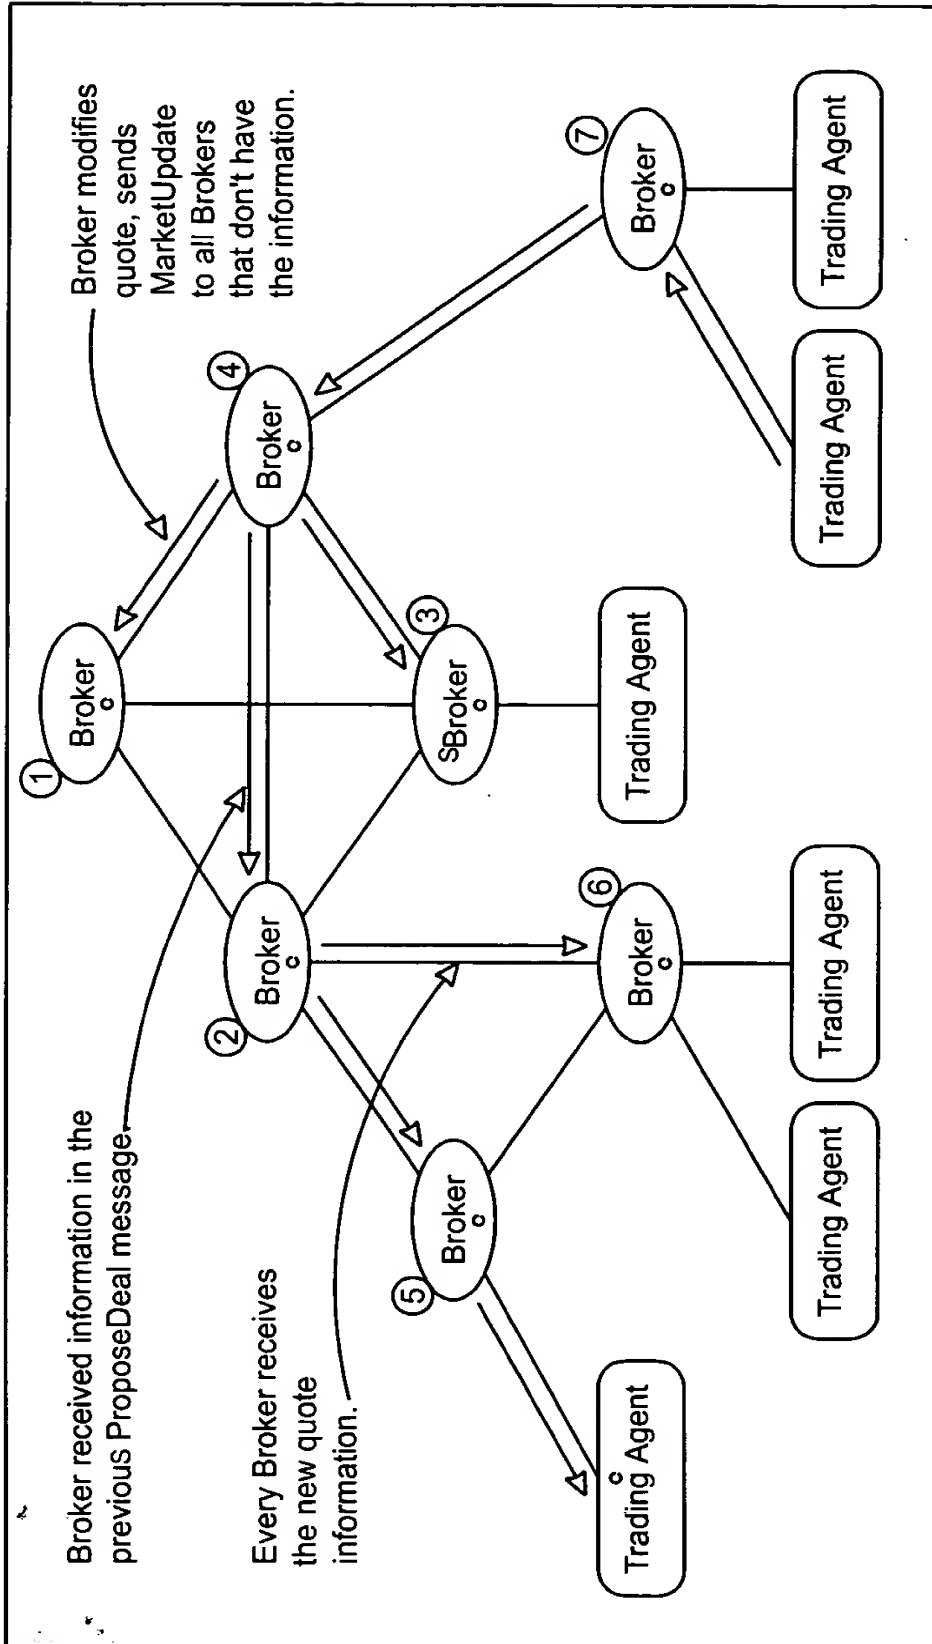 Broker received information in the
previous ProposeDeal message.
Broker modifies
quote, sends
MarketUpdate
to all Brokers
that don't have
the information.
Every Broker receives
the new quote
information.
1
Broker
c
2
Broker
c
4
Broker
c
3
SBroker
c
5
Broker
c
6
Broker
c
7
Broker
c
Trading Agent
c
Trading Agent
Trading Agent
Trading Agent
Trading Agent
Trading Agent